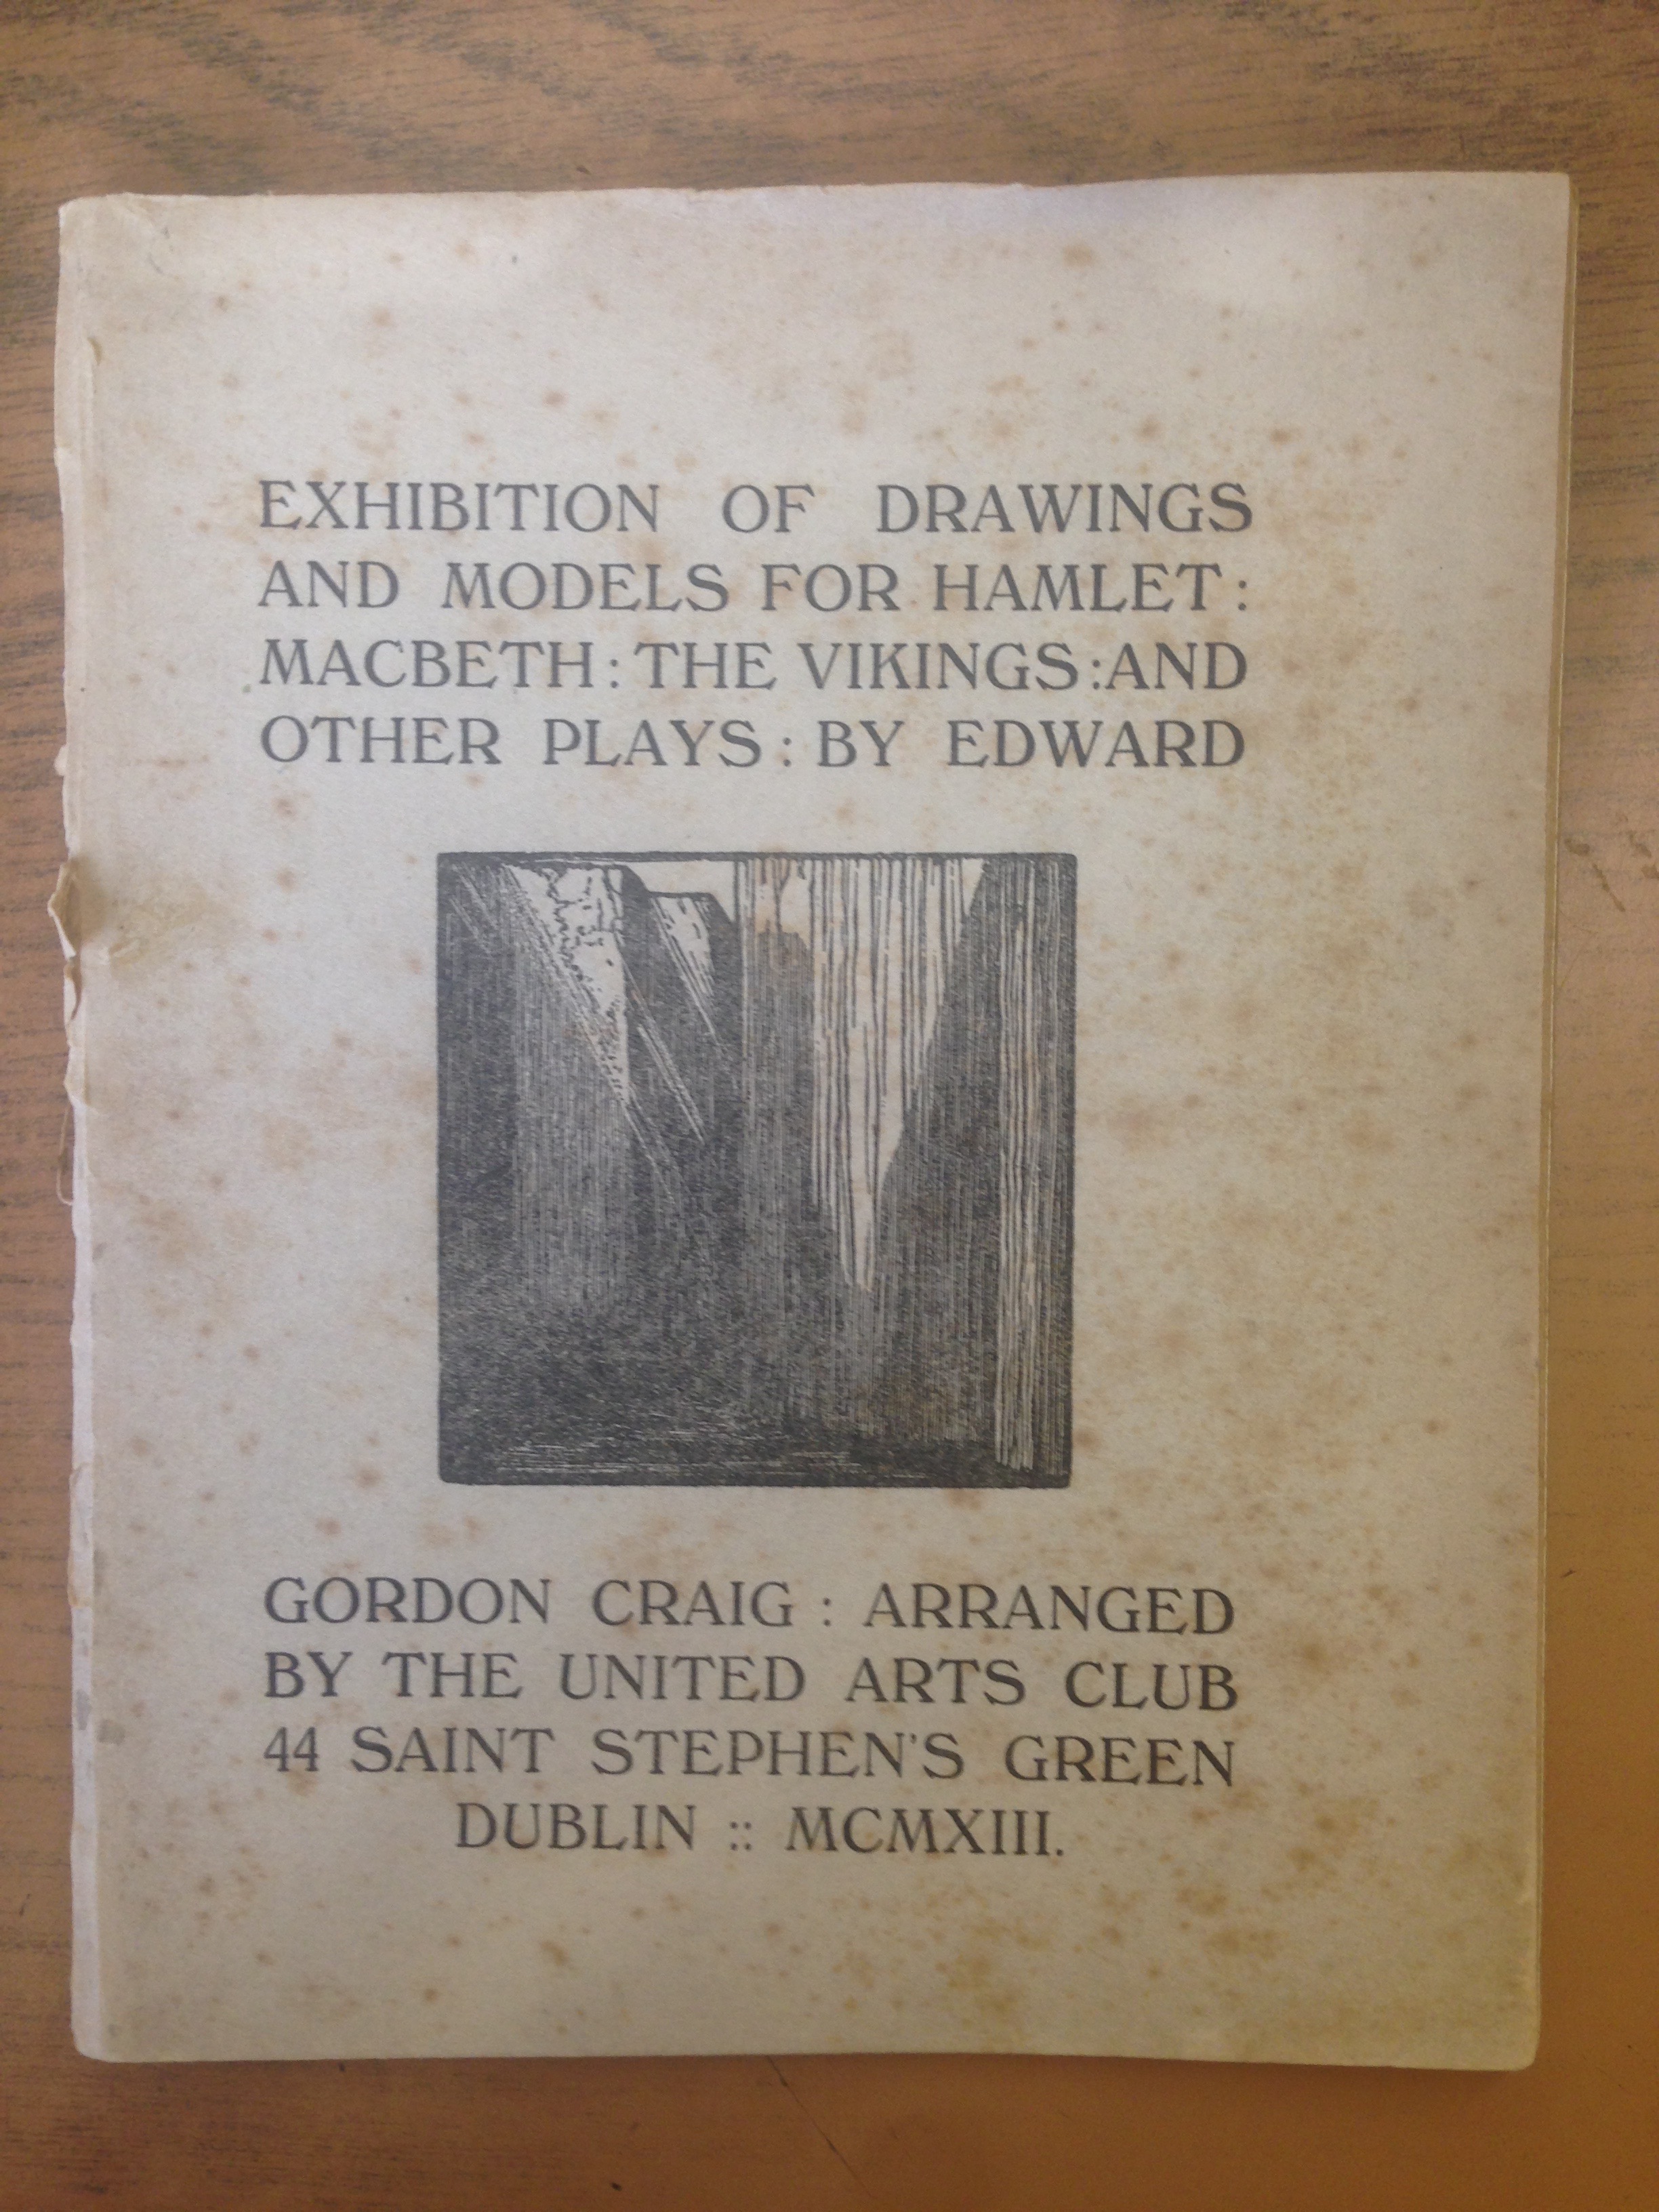 EXHIBITION OF DRAWINGS
AND MODELS FOR HAMLET:
MACBETH: THE VIKINGS: AND
OTHER PLAYS: BY EDWARD
GORDON CRAIG: ARRANGED
BY THE UNITED ARTS CLUB
44 SAINT STEPHEN'S GREEN
DUBLIN :: MCMXIII.